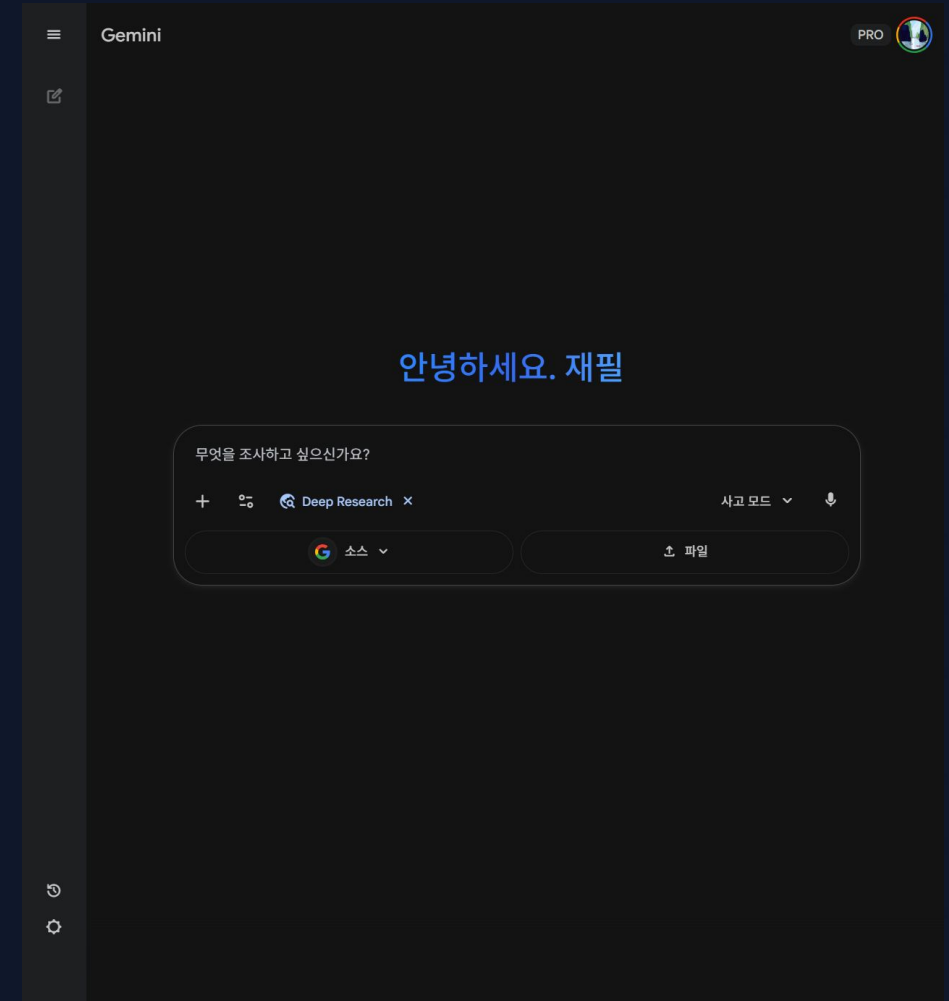 Gemini
PRO
안녕하세요. 재필
무엇을 조사하고 싶으신가요?
Deep Research
사고 모드
소스
파일